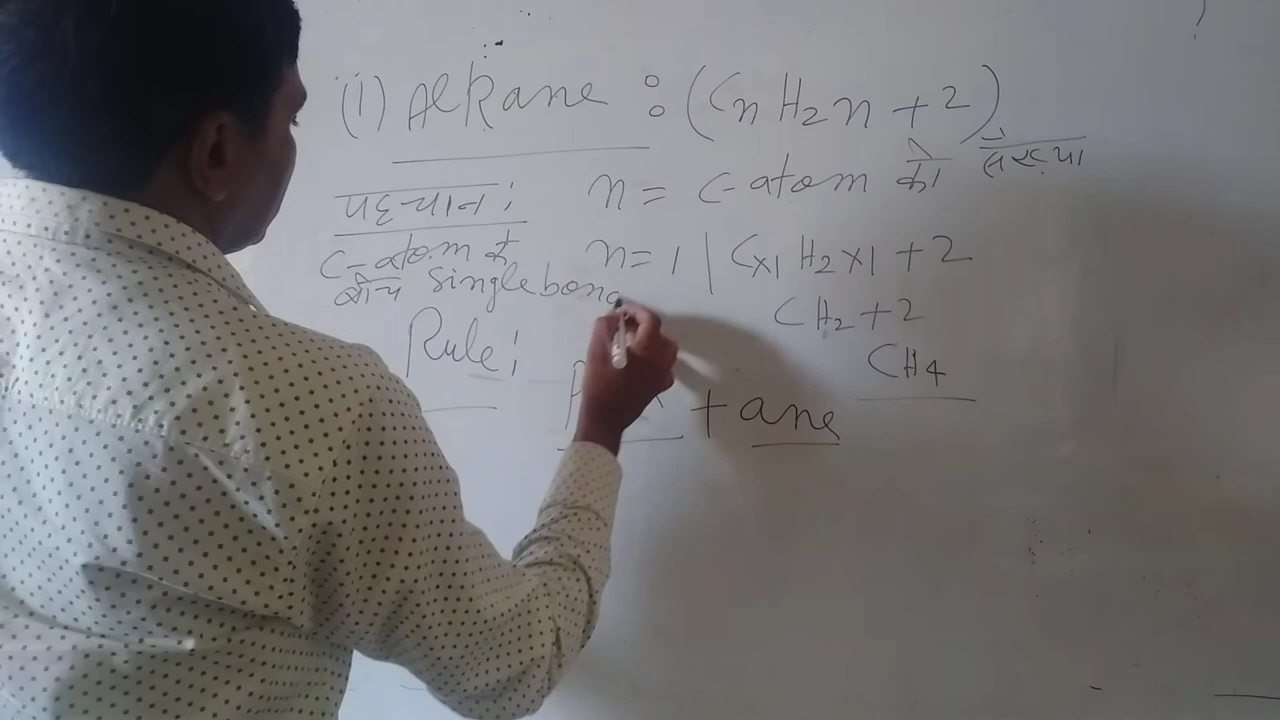 (i) Alkane : (CnH2n+2)
पहचान : n = C-atom की संख्या
C-atom के n=1 | C×1 H2×1 + 2
बीच single bond CH2+2
Rule : CH4
+ ane